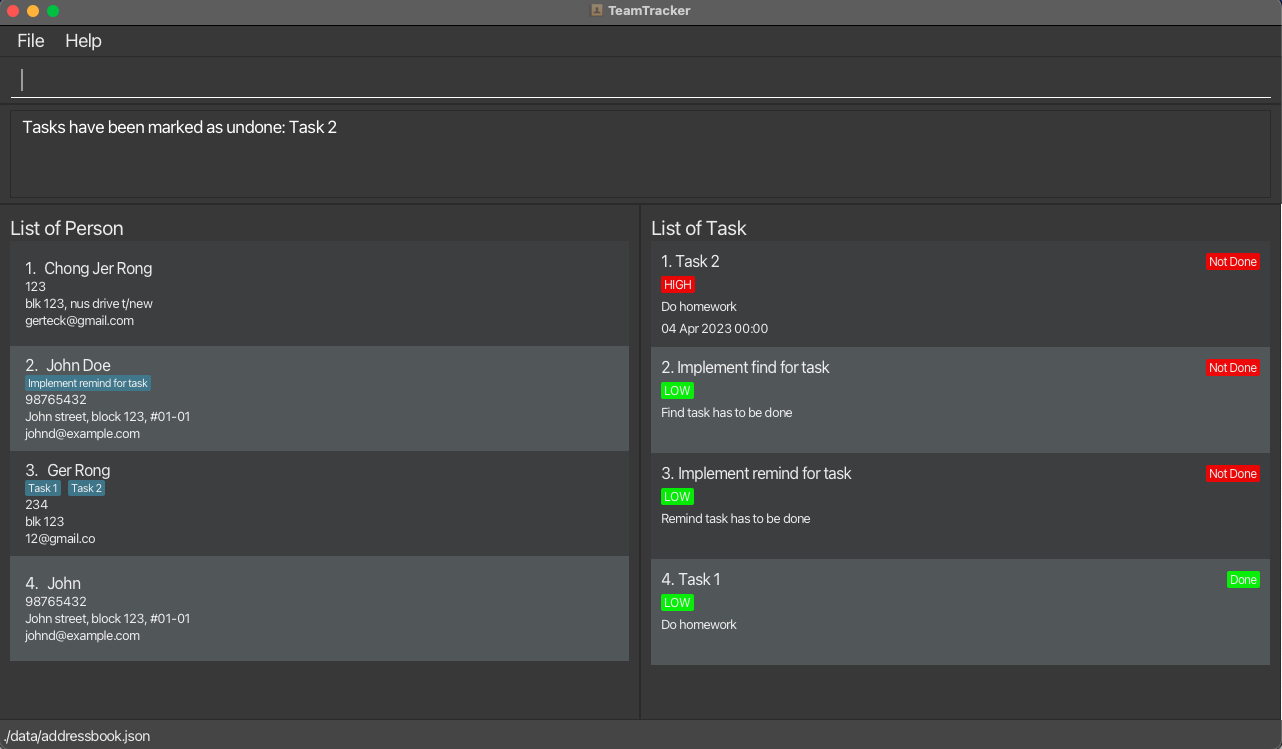 TeamTracker
File Help
Tasks have been marked as undone: Task 2
List of Person
1. Chong Jer Rong
123
blk 123, nus drive t/new
gerteck@gmail.com
2. John Doe
Implement remind for task
98765432
John street, block 123, #01-01
johnd@example.com
3. Ger Rong
Task 1 Task 2
234
blk 123
12@gmail.co
4. John
98765432
John street, block 123, #01-01
johnd@example.com
List of Task
1. Task 2 Not Done
HIGH
Do homework
04 Apr 2023 00:00
2. Implement find for task Not Done
LOW
Find task has to be done
3. Implement remind for task Not Done
LOW
Remind task has to be done
4. Task 1 Done
LOW
Do homework
./data/addressbook.json